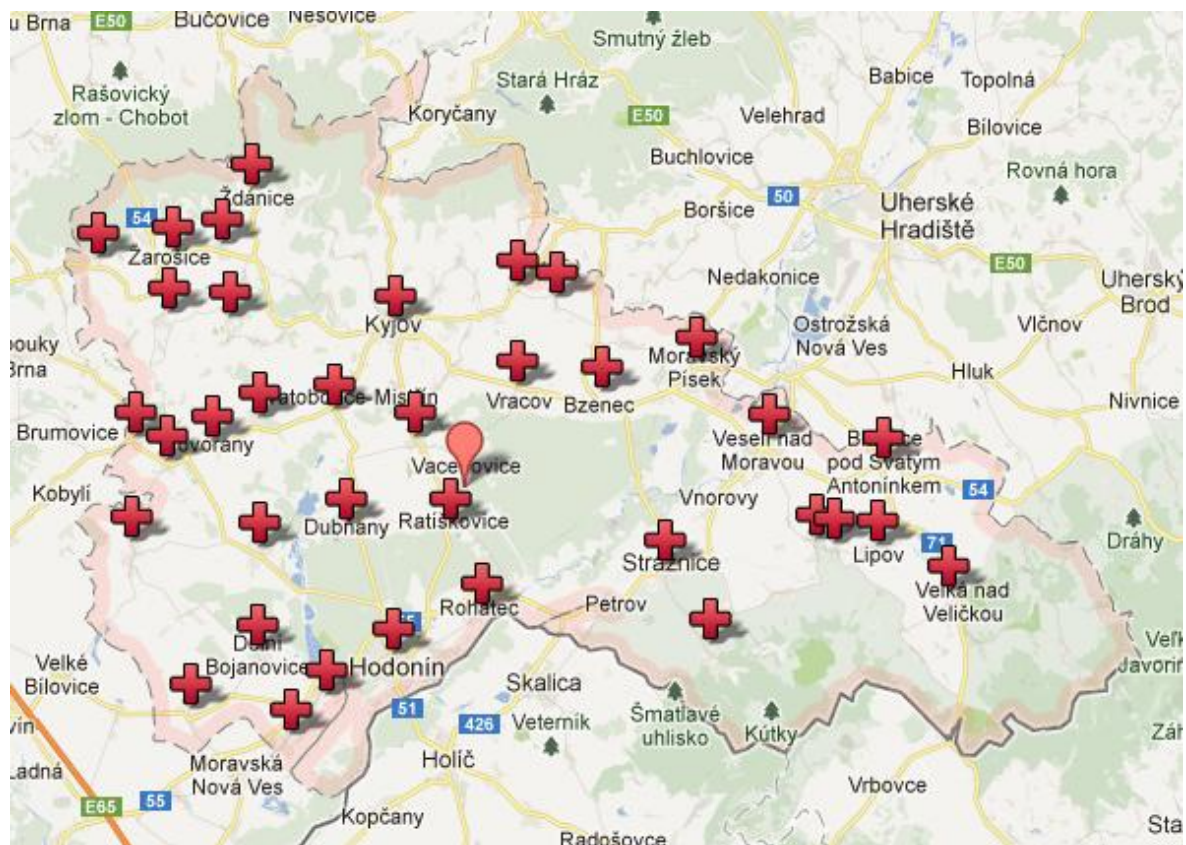 u Brna
E50
Bučovice
Nesovice
Smutný žleb
Babice
Topolná
Rašovický
zlom - Chobot
Stará Hráz
Koryčany
E50
Velehrad
Bílovice
Buchlovice
Rovná hora
Ždánice
50
54
Boršice
Uherské
Hradiště
Žarošice
E50
Nedakonice
Uherský
Brod
Kyjov
Ostrožská
Nová Ves
Vlčnov
Moravský
Písek
Hluk
Vracov
Bzenec
Nivnice
Brumovice
Veselí nad
Moravou
pod Svatým
Antonínkem
Kobylí
Vnorovy
54
Dubňany
Ratíškovice
Dráhy
Lipov
71
Strážnice
Velká nad
Veličkou
Rohatec
Petrov
Dolní
Bojanovice
Velké
Bílovice
Hodonín
Skalica
51
426
Veterník
Šmatlavé
uhlisko
Kútky
Moravská
Nová Ves
Holíč
E65
55
Vrbovce
Kopčany
Radošovce